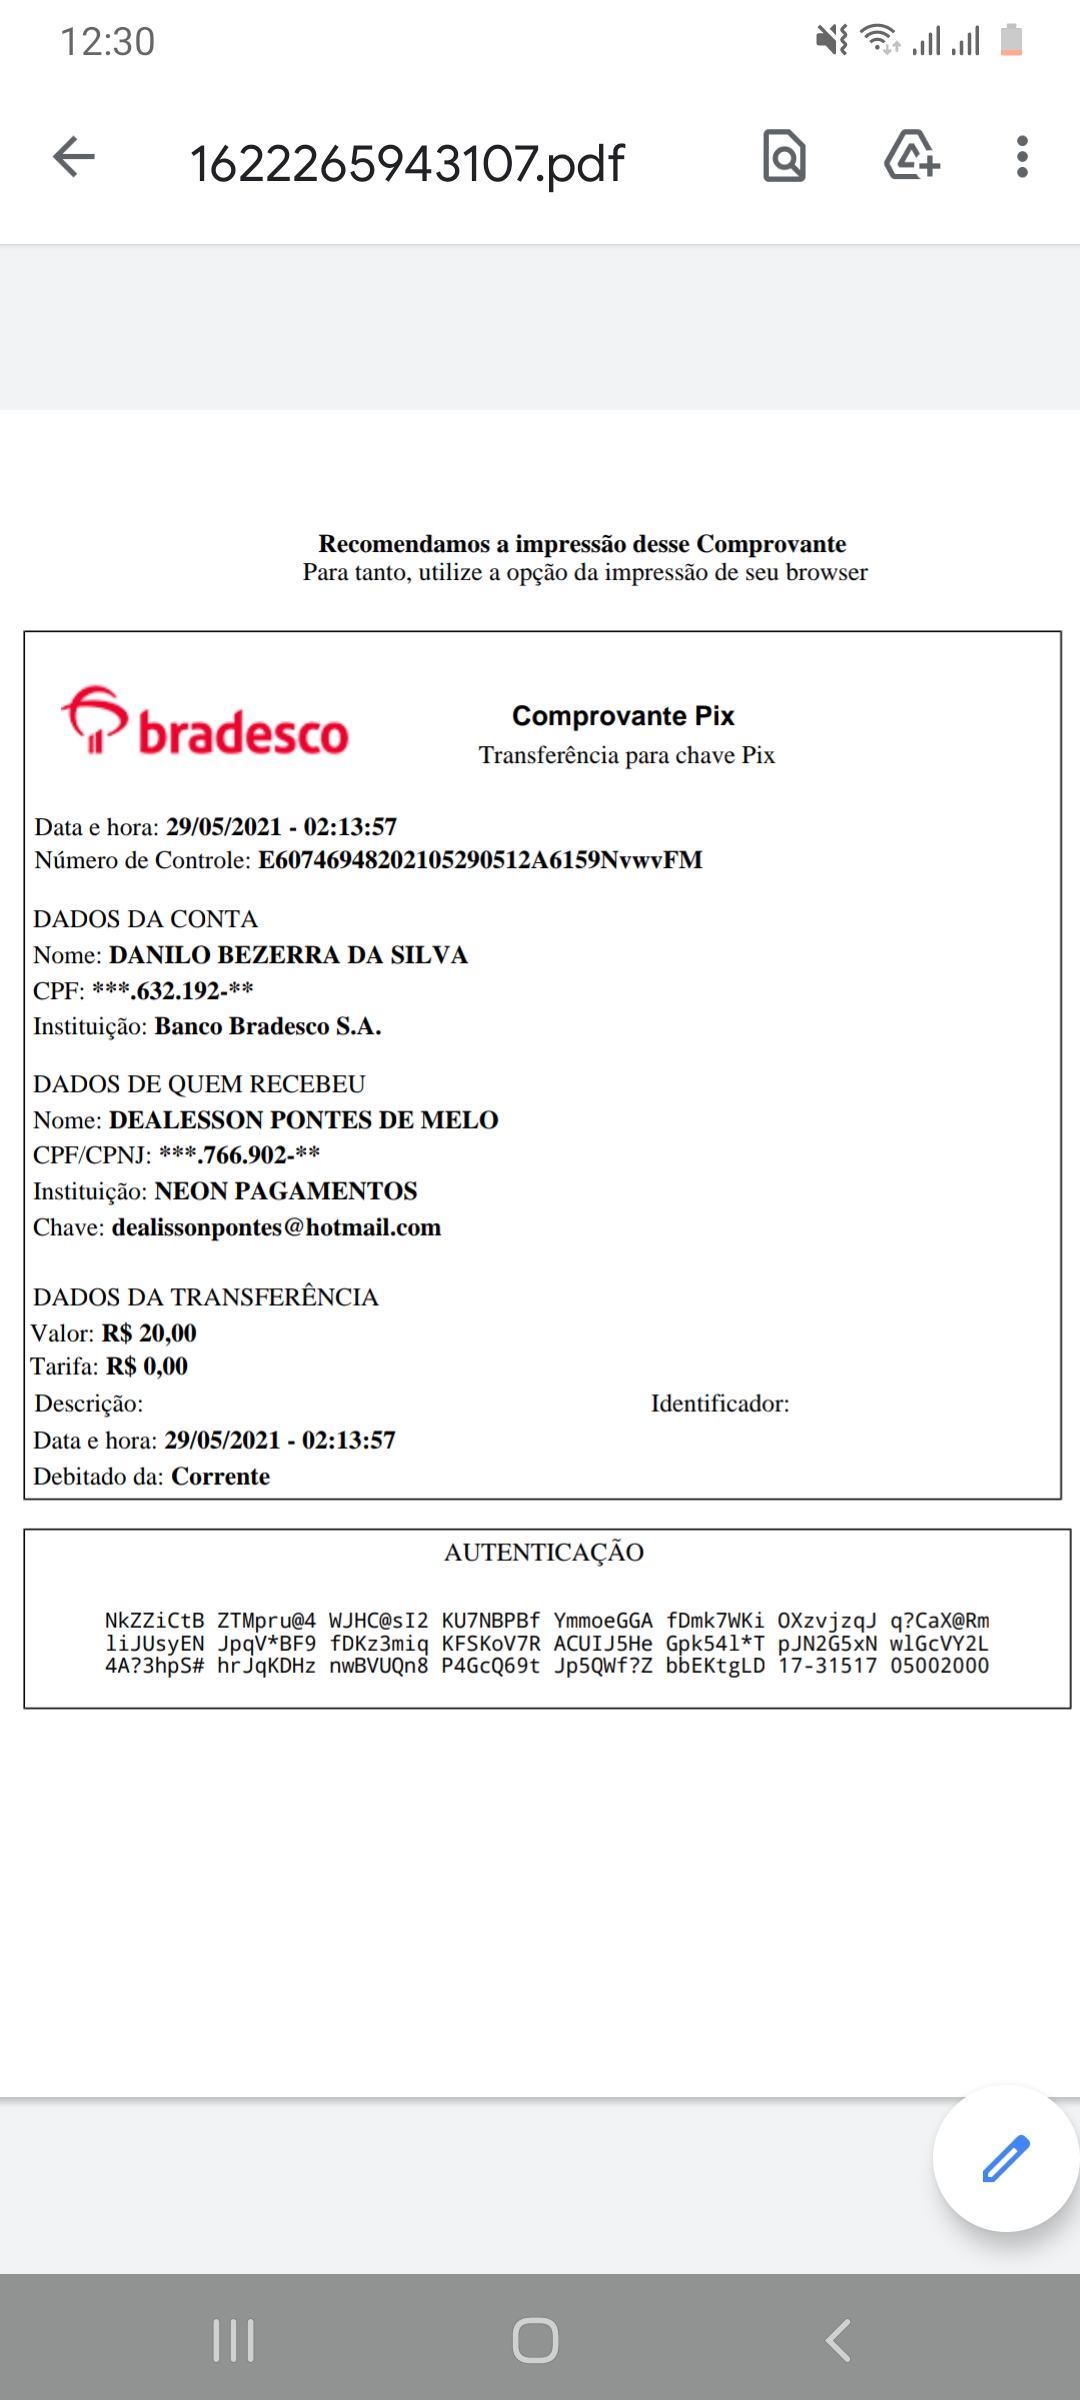 12:30
1622265943107.pdf
Recomendamos a impressão desse Comprovante
Para tanto, utilize a opção da impressão de seu browser
bradesco
Comprovante Pix
Transferência para chave Pix
Data e hora: 29/05/2021 - 02:13:57
Número de Controle: E60746948202105290512A6159NvwvFM
DADOS DA CONTA
Nome: DANILO BEZERRA DA SILVA
CPF: ***.632.192-**
Instituição: Banco Bradesco S.A.
DADOS DE QUEM RECEBEU
Nome: DEALESSON PONTES DE MELO
CPF/CPNJ: ***.766.902-**
Instituição: NEON PAGAMENTOS
Chave: dealissonpontes@hotmail.com
DADOS DA TRANSFERÊNCIA
Valor: R$ 20,00
Tarifa: R$ 0,00
Descrição: Identificador:
Data e hora: 29/05/2021 - 02:13:57
Debitado da: Corrente
AUTENTICAÇÃO
NkZZiCtB ZTMpru@4 WJHC@sI2 KU7NBPBf YmmoeGGA fDmk7WKi OXzvjzqJ q?CaX@Rm
liJUsyEN JpqV*BF9 fDKz3miq KFSKoV7R ACUIJ5He Gpk54l*T pJN2G5xN wlGcVY2L
4A?3hpS# hrJqKDHz nwBVUQn8 P4GcQ69t Jp5QWf?Z bbEKtgLD 17-31517 05002000